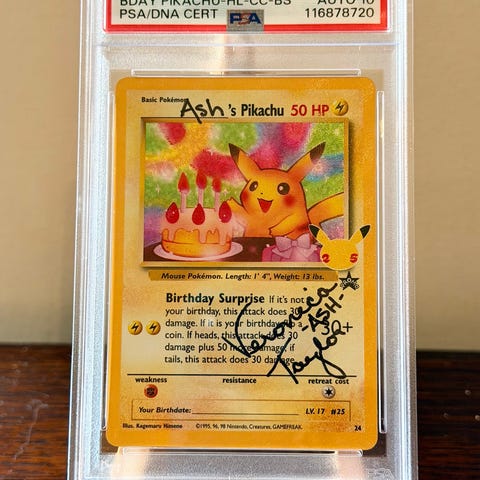 BDAY PIKACHU-HL-CC-BS AUTO 10
PSA/DNA CERT PSA 116878720
Basic Pokémon
Ash 's Pikachu 50 HP
25
Mouse Pokémon. Length: 1' 4", Weight: 13 lbs.
Birthday Surprise If it's not
your birthday, this attack does 30
damage. If it is your birthday, flip a
coin. If heads, this attack does 30
damage plus 50 more damage; if
tails, this attack does 30 damage.
30+
Veronica
-ASH-
Taylor
weakness resistance retreat cost
Your Birthdate: LV. 17 #25
Illus. Kagemaru Himeno ©1995, 96, 98 Nintendo, Creatures, GAMEFREAK. 24